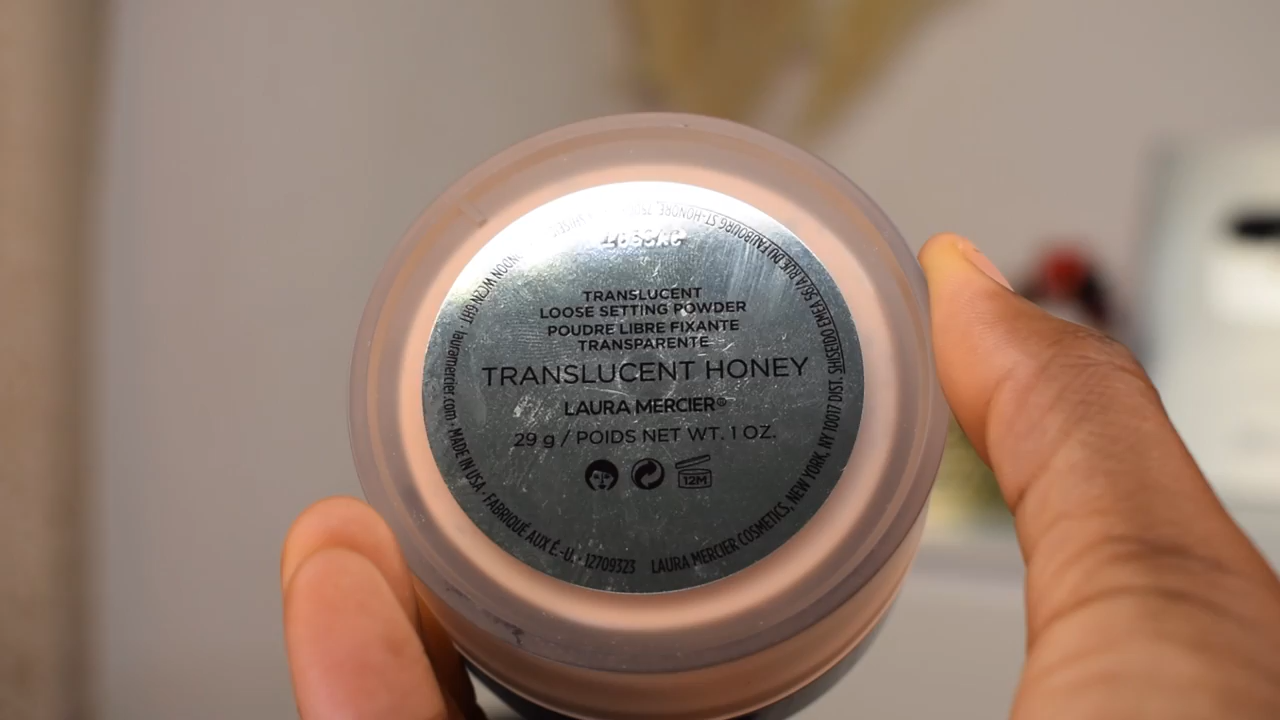 TRANSLUCENT
LOOSE SETTING POWDER
POUDRE LIBRE FIXANTE
TRANSPARENTE
TRANSLUCENT HONEY
LAURA MERCIER®
29 g / POIDS NET WT. 1 OZ.
12M
LAURA MERCIER COSMETICS, NEW YORK, NY 10017 DIST. SHISEIDO EMEA 56/A RUE DU FAUBOURG ST-HONORÉ,
lauramercier.com · MADE IN USA · FABRIQUÉ AUX É.-U. · 12709323